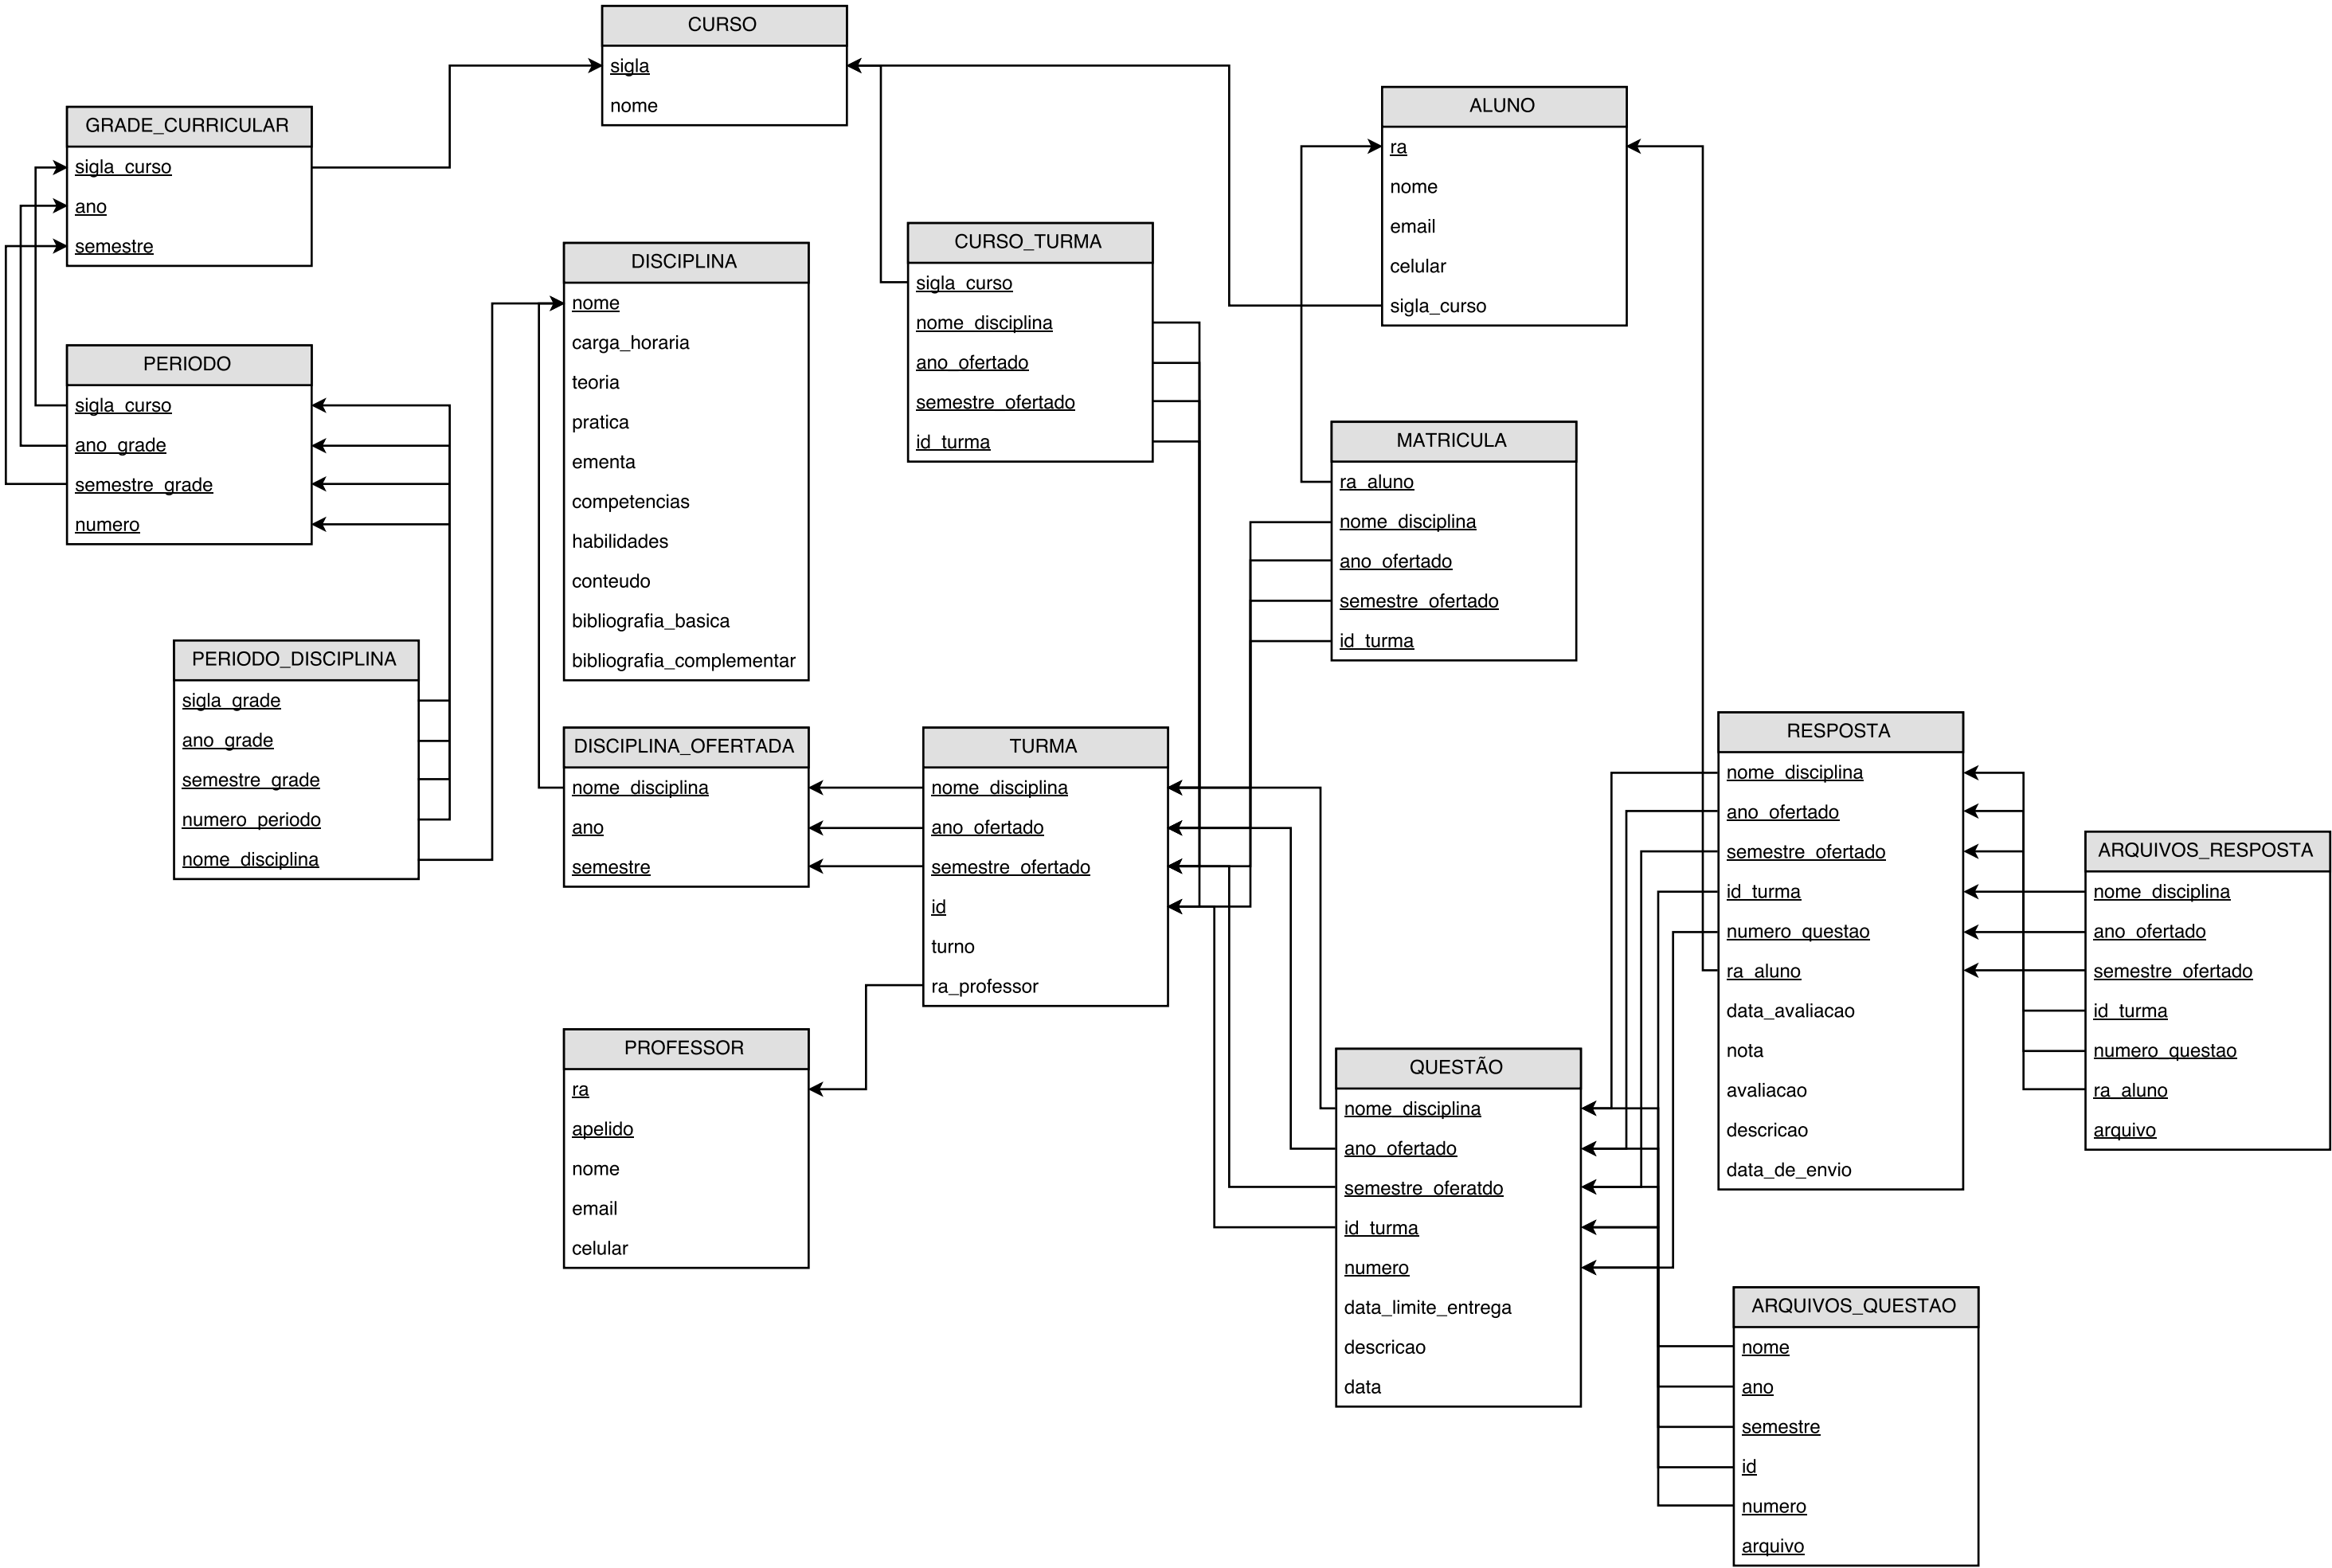 CURSO
sigla
nome
GRADE_CURRICULAR
sigla_curso
ano
semestre
ALUNO
ra
nome
email
celular
sigla_curso
DISCIPLINA
nome
carga_horaria
teoria
pratica
ementa
competencias
habilidades
conteudo
bibliografia_basica
bibliografia_complementar
CURSO_TURMA
sigla_curso
nome_disciplina
ano_ofertado
semestre_ofertado
id_turma
PERIODO
sigla_curso
ano_grade
semestre_grade
numero
MATRICULA
ra_aluno
nome_disciplina
ano_ofertado
semestre_ofertado
id_turma
PERIODO_DISCIPLINA
sigla_grade
ano_grade
semestre_grade
numero_periodo
nome_disciplina
DISCIPLINA_OFERTADA
nome_disciplina
ano
semestre
TURMA
nome_disciplina
ano_ofertado
semestre_ofertado
id
turno
ra_professor
RESPOSTA
nome_disciplina
ano_ofertado
semestre_ofertado
id_turma
numero_questao
ra_aluno
data_avaliacao
nota
avaliacao
descricao
data_de_envio
ARQUIVOS_RESPOSTA
nome_disciplina
ano_ofertado
semestre_ofertado
id_turma
numero_questao
ra_aluno
arquivo
PROFESSOR
ra
apelido
nome
email
celular
QUESTÃO
nome_disciplina
ano_ofertado
semestre_oferatdo
id_turma
numero
data_limite_entrega
descricao
data
ARQUIVOS_QUESTAO
nome
ano
semestre
id
numero
arquivo